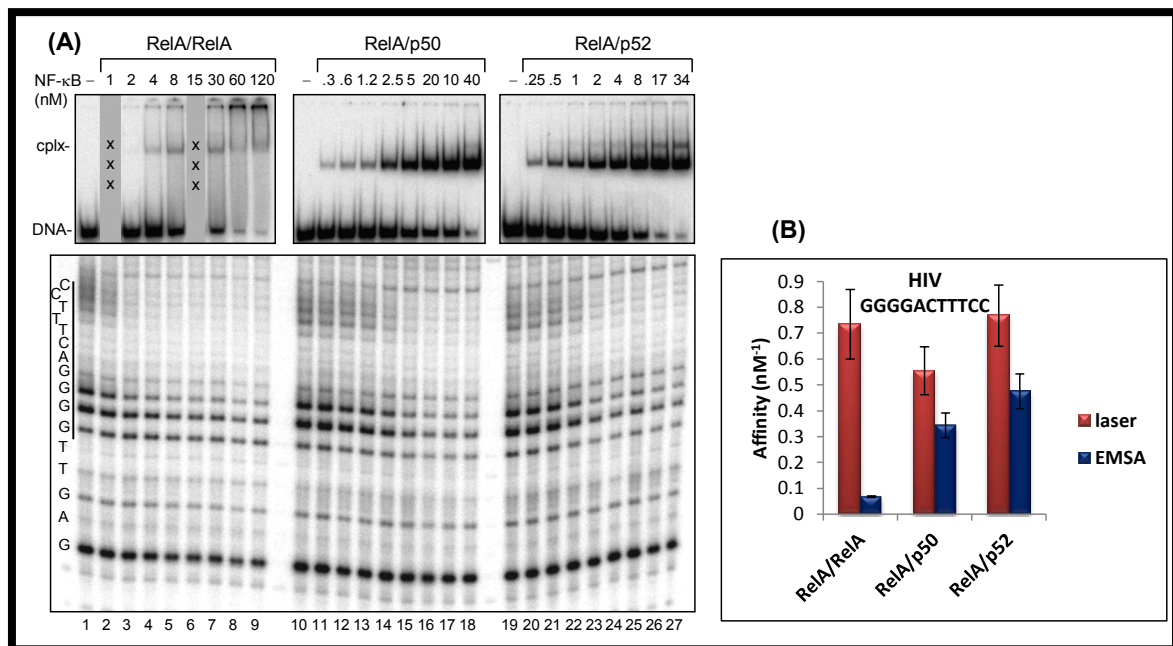 (A)
RelA/RelA RelA/p50 RelA/p52
NF-κB – 1 2 4 8 15 30 60 120 – .3 .6 1.2 2.5 5 20 10 40 – .25 .5 1 2 4 8 17 34
(nM)
cplx-
x x
x x
x x
DNA-
C
C
T
T
T
C
A
G
G
G
G
T
T
G
A
G
1 2 3 4 5 6 7 8 9 10 11 12 13 14 15 16 17 18 19 20 21 22 23 24 25 26 27
(B)
HIV
GGGGACTTTCC
Affinity (nM-1)
0.9
0.8
0.7
0.6
0.5
0.4
0.3
0.2
0.1
0
laser
EMSA
RelA/RelA
RelA/p50
RelA/p52